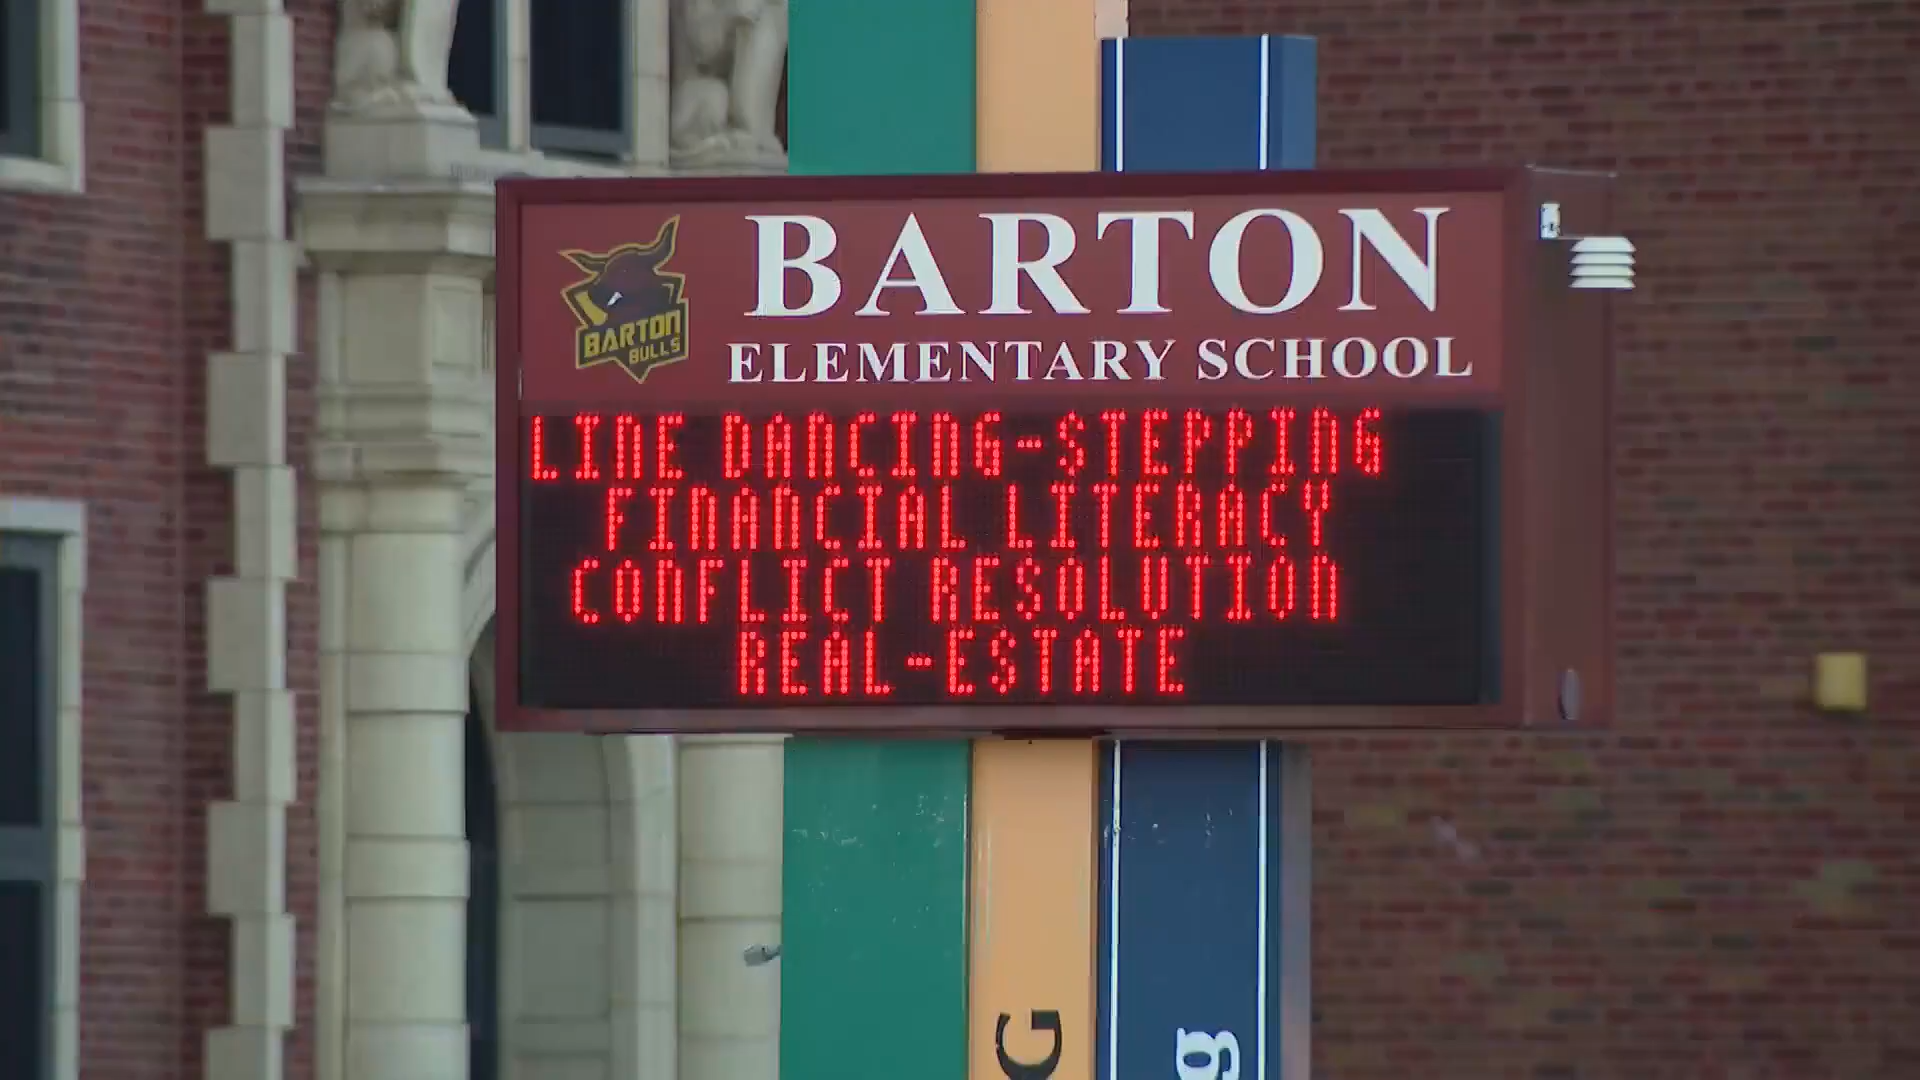 BARTON
ELEMENTARY SCHOOL
BARTON
BULLS
LINE DANCING-STEPPING
FINANCIAL LITERACY
CONFLICT RESOLUTION
REAL-ESTATE
G
g